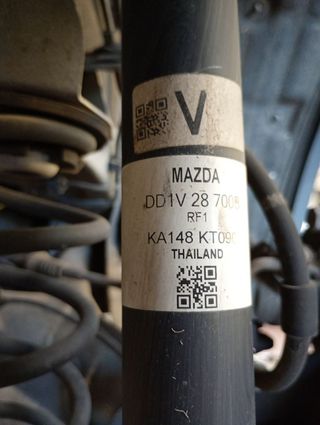 V
MAZDA
DD1V 28 700
RF1
KA148 KT09
THAILAND